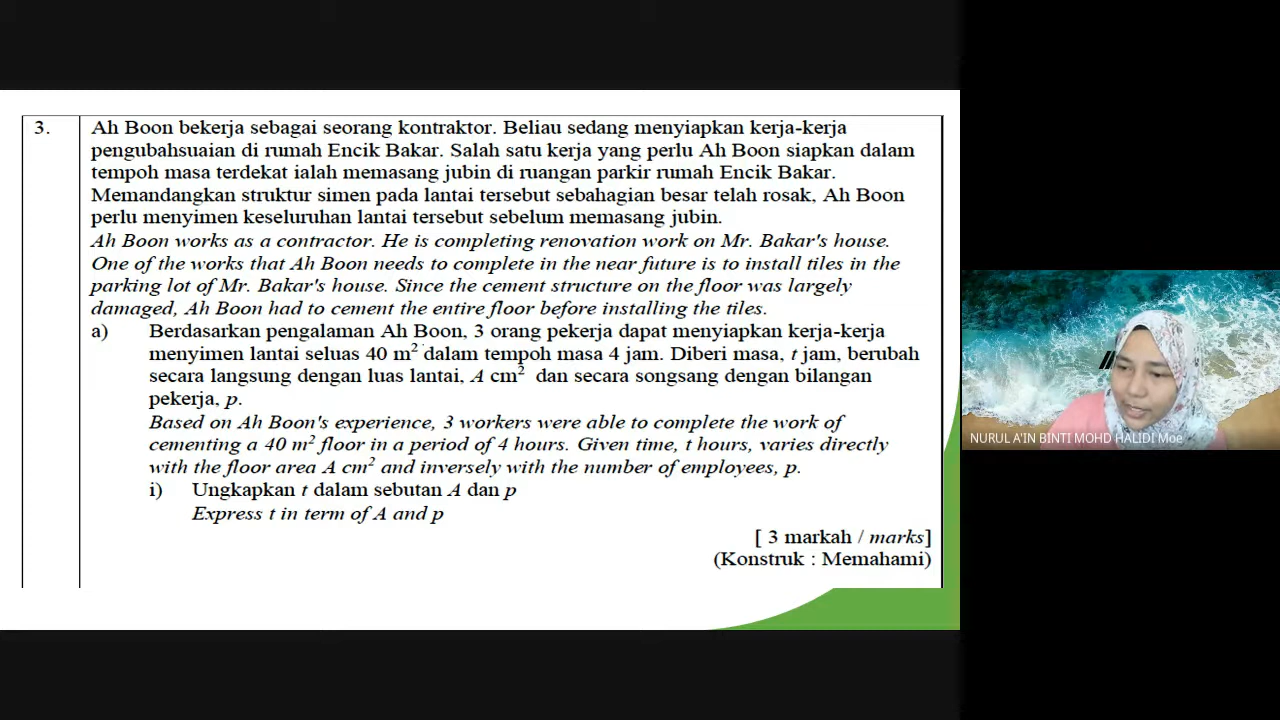 3.
Ah Boon bekerja sebagai seorang kontraktor. Beliau sedang menyiapkan kerja-kerja
pengubahsuaian di rumah Encik Bakar. Salah satu kerja yang perlu Ah Boon siapkan dalam
tempoh masa terdekat ialah memasang jubin di ruangan parkir rumah Encik Bakar.
Memandangkan struktur simen pada lantai tersebut sebahagian besar telah rosak, Ah Boon
perlu menyimen keseluruhan lantai tersebut sebelum memasang jubin.
Ah Boon works as a contractor. He is completing renovation work on Mr. Bakar's house.
One of the works that Ah Boon needs to complete in the near future is to install tiles in the
parking lot of Mr. Bakar's house. Since the cement structure on the floor was largely
damaged, Ah Boon had to cement the entire floor before installing the tiles.
a) Berdasarkan pengalaman Ah Boon, 3 orang pekerja dapat menyiapkan kerja-kerja
menyimen lantai seluas 40 m² dalam tempoh masa 4 jam. Diberi masa, t jam, berubah
secara langsung dengan luas lantai, A cm² dan secara songsang dengan bilangan
pekerja, p.
Based on Ah Boon's experience, 3 workers were able to complete the work of
cementing a 40 m² floor in a period of 4 hours. Given time, t hours, varies directly
with the floor area A cm² and inversely with the number of employees, p.
i) Ungkapkan t dalam sebutan A dan p
Express t in term of A and p
[ 3 markah / marks]
(Konstruk : Memahami)
NURUL A'IN BINTI MOHD HALIDI Moe